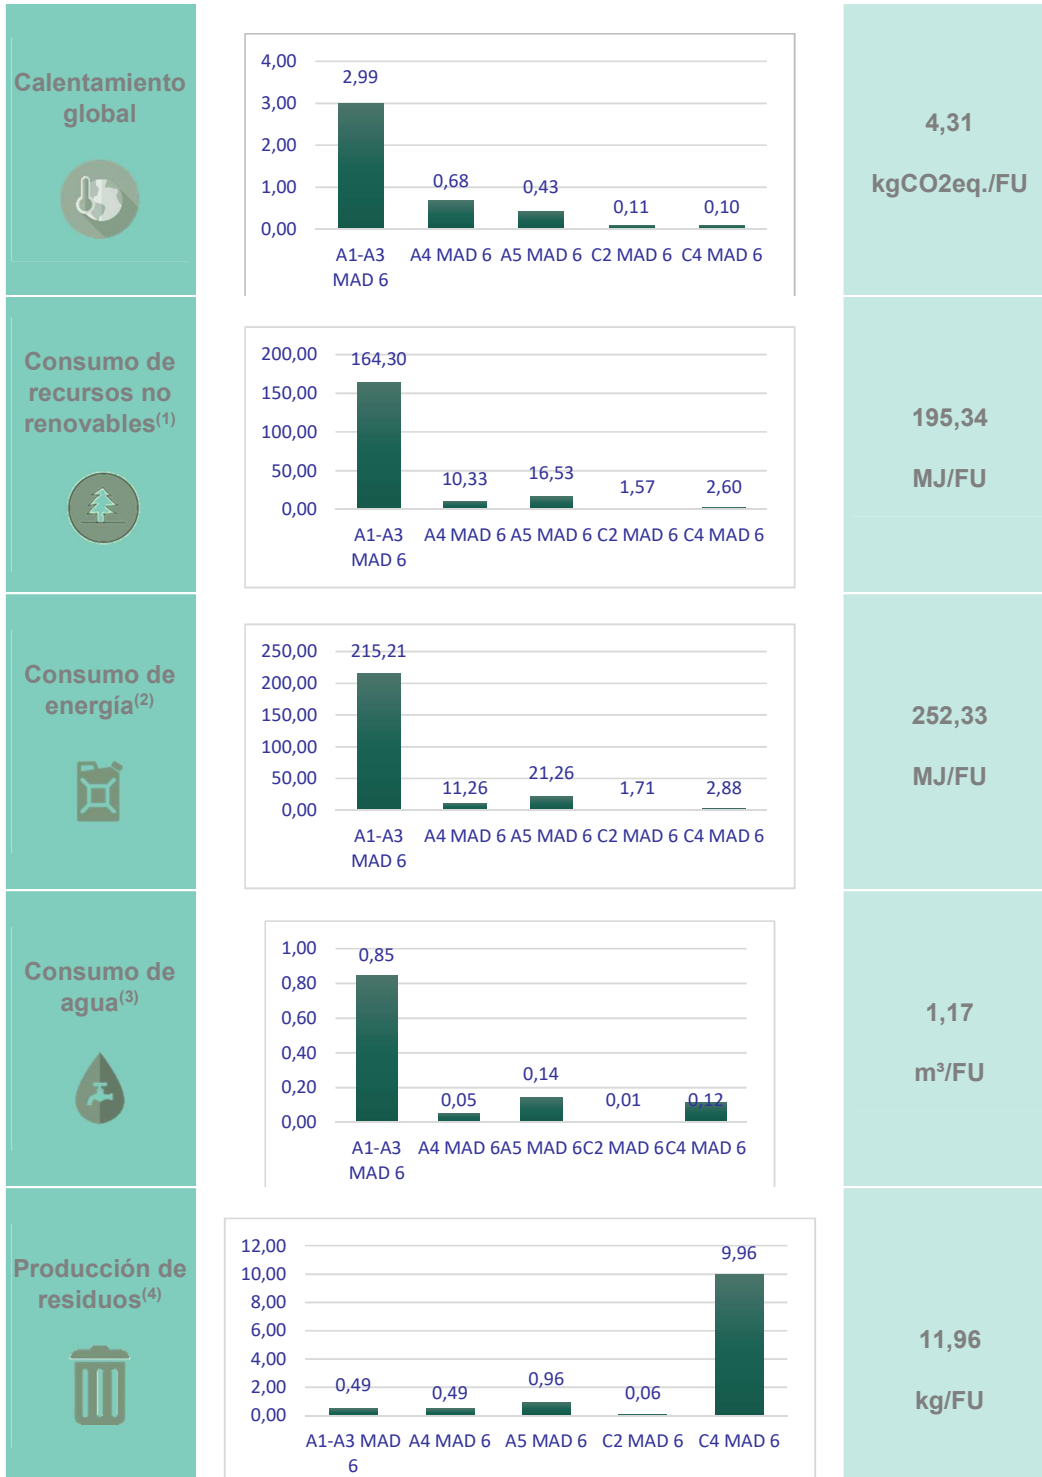 Calentamiento
global
4,00
3,00
2,00
1,00
0,00
2,99
0,68
0,43
0,11
0,10
A1-A3
MAD 6
A4 MAD 6
A5 MAD 6
C2 MAD 6
C4 MAD 6
4,31
kgCO2eq./FU
Consumo de
recursos no
renovables(1)
200,00
150,00
100,00
50,00
0,00
164,30
10,33
16,53
1,57
2,60
A1-A3
MAD 6
A4 MAD 6
A5 MAD 6
C2 MAD 6
C4 MAD 6
195,34
MJ/FU
Consumo de
energía(2)
250,00
200,00
150,00
100,00
50,00
0,00
215,21
11,26
21,26
1,71
2,88
A1-A3
MAD 6
A4 MAD 6
A5 MAD 6
C2 MAD 6
C4 MAD 6
252,33
MJ/FU
Consumo de
agua(3)
1,00
0,80
0,60
0,40
0,20
0,00
0,85
0,05
0,14
0,01
0,12
A1-A3
MAD 6
A4 MAD 6
A5 MAD 6
C2 MAD 6
C4 MAD 6
1,17
m³/FU
Producción de
residuos(4)
12,00
10,00
8,00
6,00
4,00
2,00
0,00
0,49
0,49
0,96
0,06
9,96
A1-A3 MAD
6
A4 MAD 6
A5 MAD 6
C2 MAD 6
C4 MAD 6
11,96
kg/FU